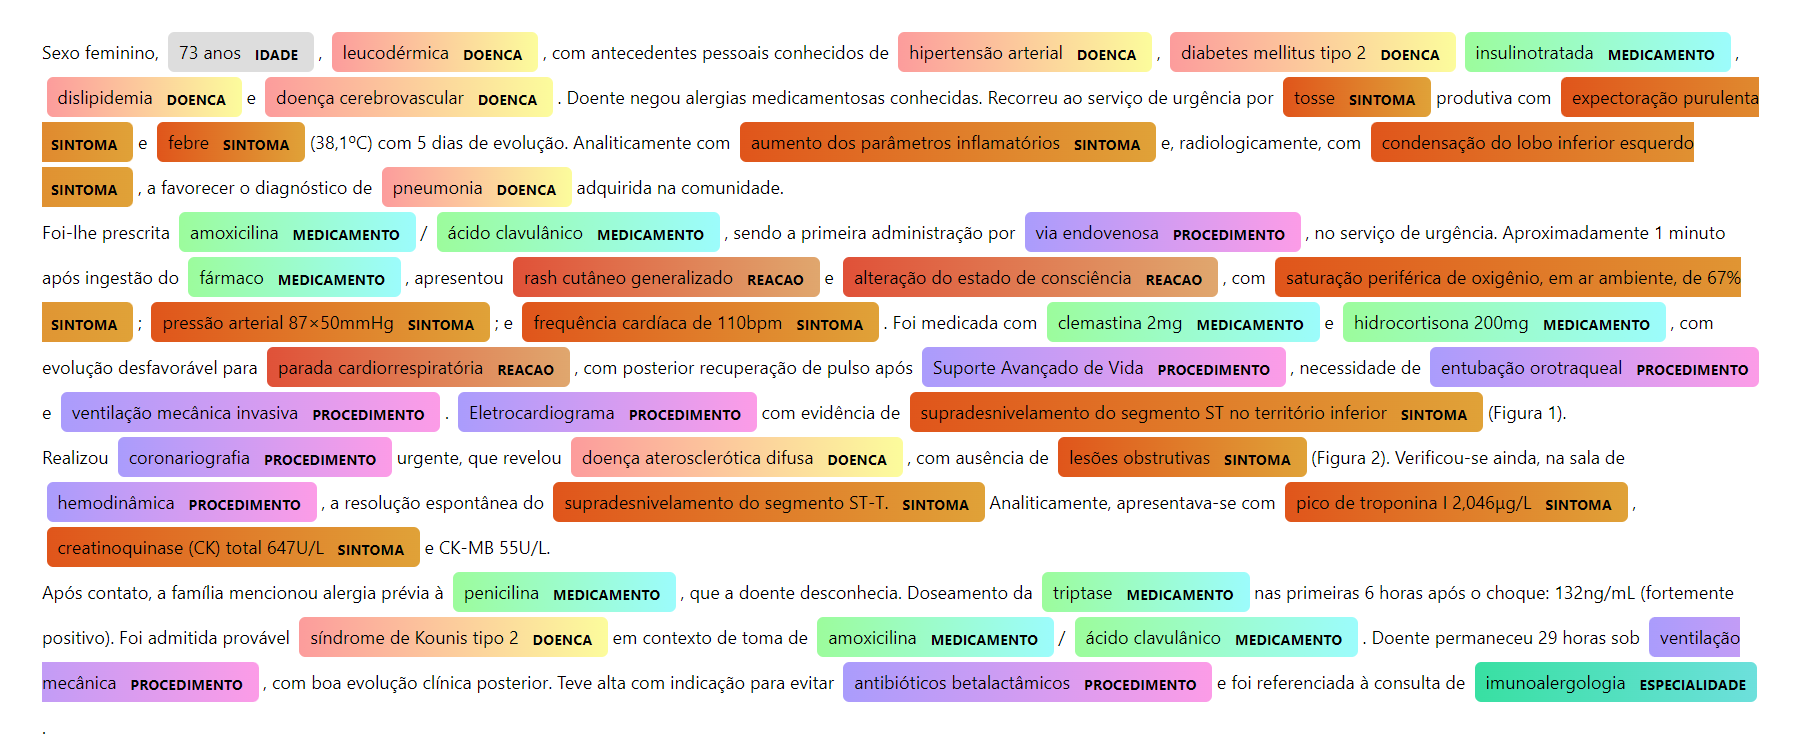 Sexo feminino, 73 anos IDADE , leucodérmica DOENCA , com antecedentes pessoais conhecidos de hipertensão arterial DOENCA , diabetes mellitus tipo 2 DOENCA insulinotratada MEDICAMENTO ,
dislipidemia DOENCA e doença cerebrovascular DOENCA . Doente negou alergias medicamentosas conhecidas. Recorreu ao serviço de urgência por tosse SINTOMA produtiva com expectoração purulenta
SINTOMA e febre SINTOMA (38,1ºC) com 5 dias de evolução. Analiticamente com aumento dos parâmetros inflamatórios SINTOMA e, radiologicamente, com condensação do lobo inferior esquerdo
SINTOMA , a favorecer o diagnóstico de pneumonia DOENCA adquirida na comunidade.
Foi-lhe prescrita amoxicilina MEDICAMENTO / ácido clavulânico MEDICAMENTO , sendo a primeira administração por via endovenosa PROCEDIMENTO , no serviço de urgência. Aproximadamente 1 minuto
após ingestão do fármaco MEDICAMENTO , apresentou rash cutâneo generalizado REACAO e alteração do estado de consciência REACAO , com saturação periférica de oxigênio, em ar ambiente, de 67%
SINTOMA ; pressão arterial 87×50mmHg SINTOMA ; e frequência cardíaca de 110bpm SINTOMA . Foi medicada com clemastina 2mg MEDICAMENTO e hidrocortisona 200mg MEDICAMENTO , com
evolução desfavorável para parada cardiorrespiratória REACAO , com posterior recuperação de pulso após Suporte Avançado de Vida PROCEDIMENTO , necessidade de entubação orotraqueal PROCEDIMENTO
e ventilação mecânica invasiva PROCEDIMENTO . Eletrocardiograma PROCEDIMENTO com evidência de supradesnivelamento do segmento ST no território inferior SINTOMA (Figura 1).
Realizou coronariografia PROCEDIMENTO urgente, que revelou doença aterosclerótica difusa DOENCA , com ausência de lesões obstrutivas SINTOMA (Figura 2). Verificou-se ainda, na sala de
hemodinâmica PROCEDIMENTO , a resolução espontânea do supradesnivelamento do segmento ST-T. SINTOMA Analiticamente, apresentava-se com pico de troponina I 2,046µg/L SINTOMA ,
creatinoquinase (CK) total 647U/L SINTOMA e CK-MB 55U/L.
Após contato, a família mencionou alergia prévia à penicilina MEDICAMENTO , que a doente desconhecia. Doseamento da triptase MEDICAMENTO nas primeiras 6 horas após o choque: 132ng/mL (fortemente
positivo). Foi admitida provável síndrome de Kounis tipo 2 DOENCA em contexto de toma de amoxicilina MEDICAMENTO / ácido clavulânico MEDICAMENTO . Doente permaneceu 29 horas sob ventilação
mecânica PROCEDIMENTO , com boa evolução clínica posterior. Teve alta com indicação para evitar antibióticos betalactâmicos PROCEDIMENTO e foi referenciada à consulta de imunoalergologia ESPECIALIDADE
.